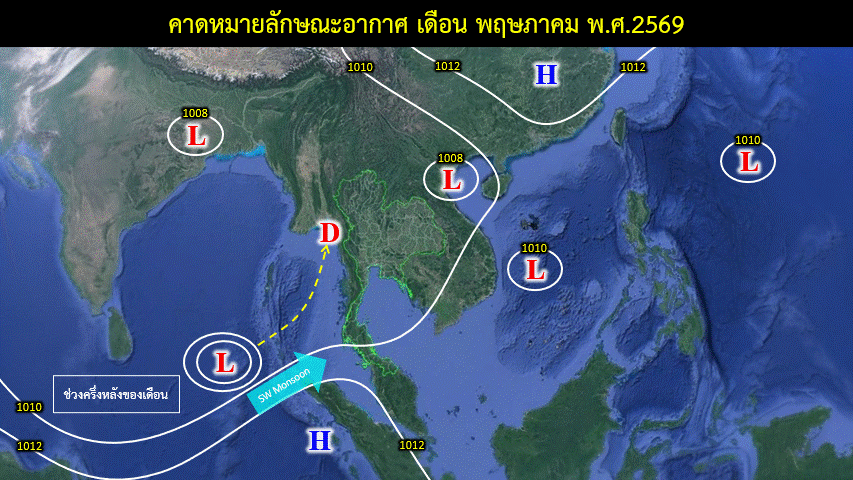 คาดหมายลักษณะอากาศ เดือน พฤษภาคม พ.ศ.2569
1010
1012
H
1012
1008
L
1008
L
1010
L
D
1010
L
L
SW Monsoon
ช่วงครึ่งหลังของเดือน
1010
1012
H
1012